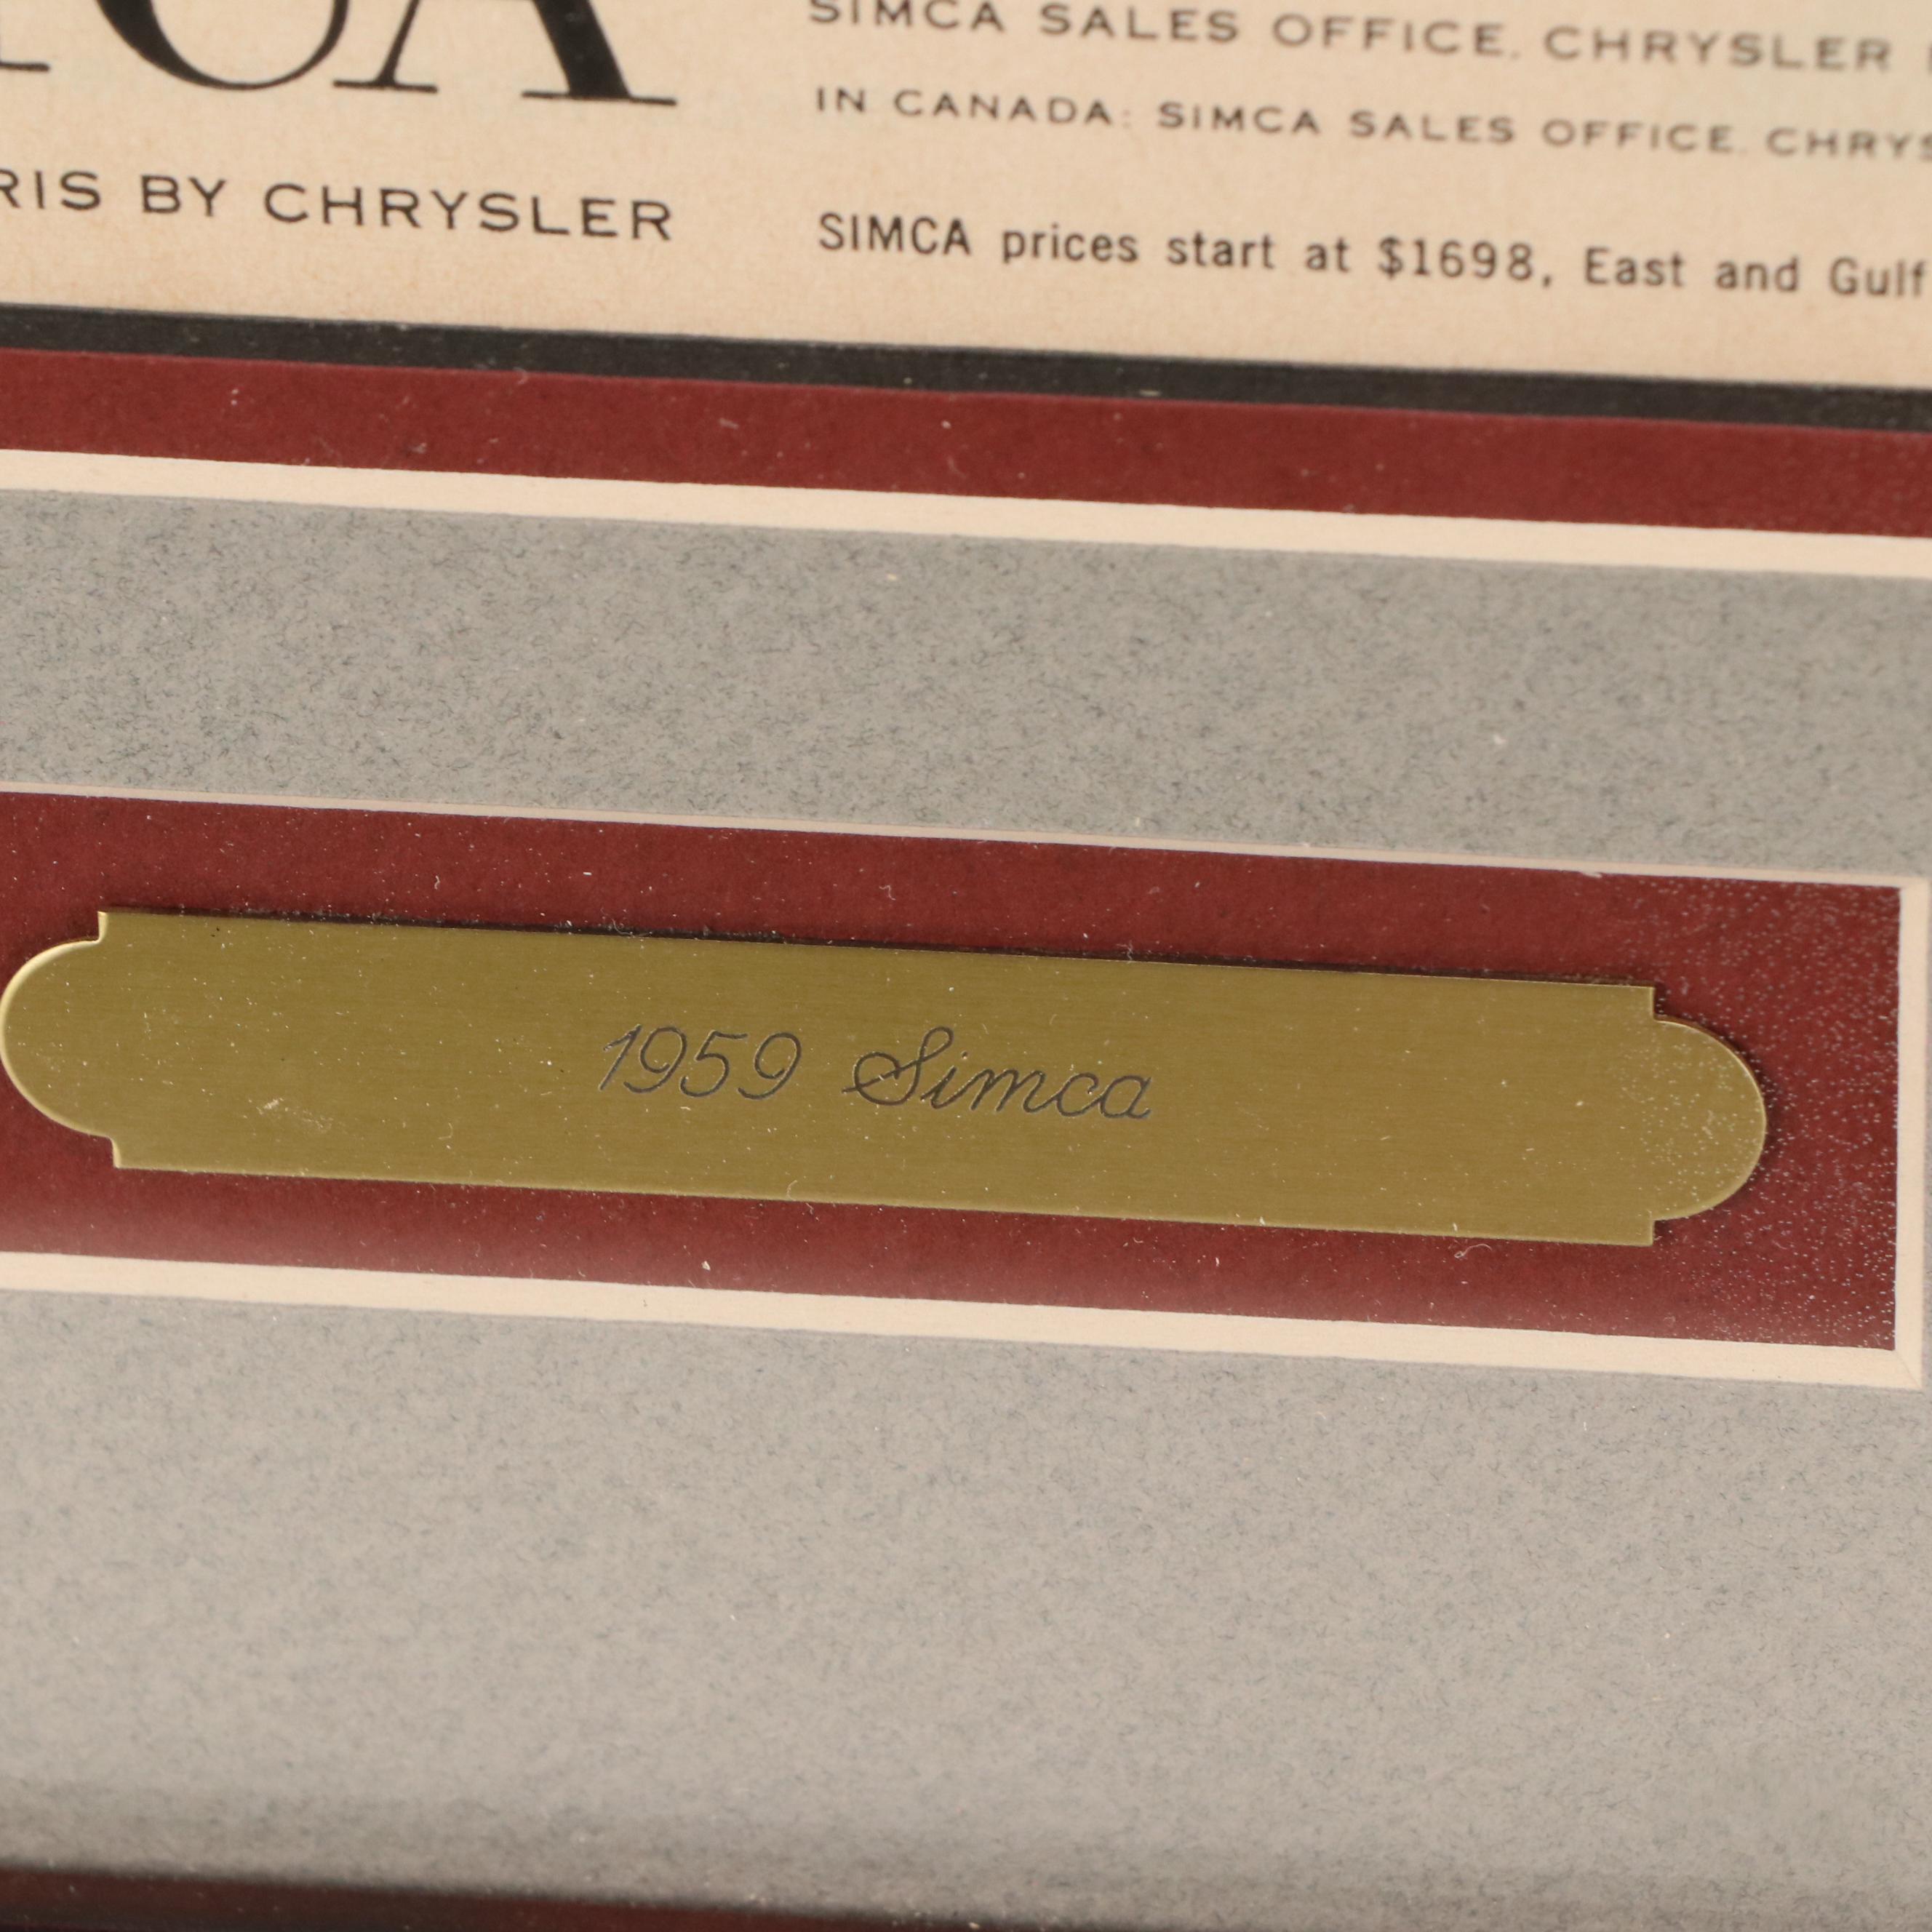 CA
RIS BY CHRYSLER
SIMCA SALES OFFICE. CHRYSLER
IN CANADA: SIMCA SALES OFFICE. CHRYS
SIMCA prices start at $1698, East and Gulf
1959 Simca